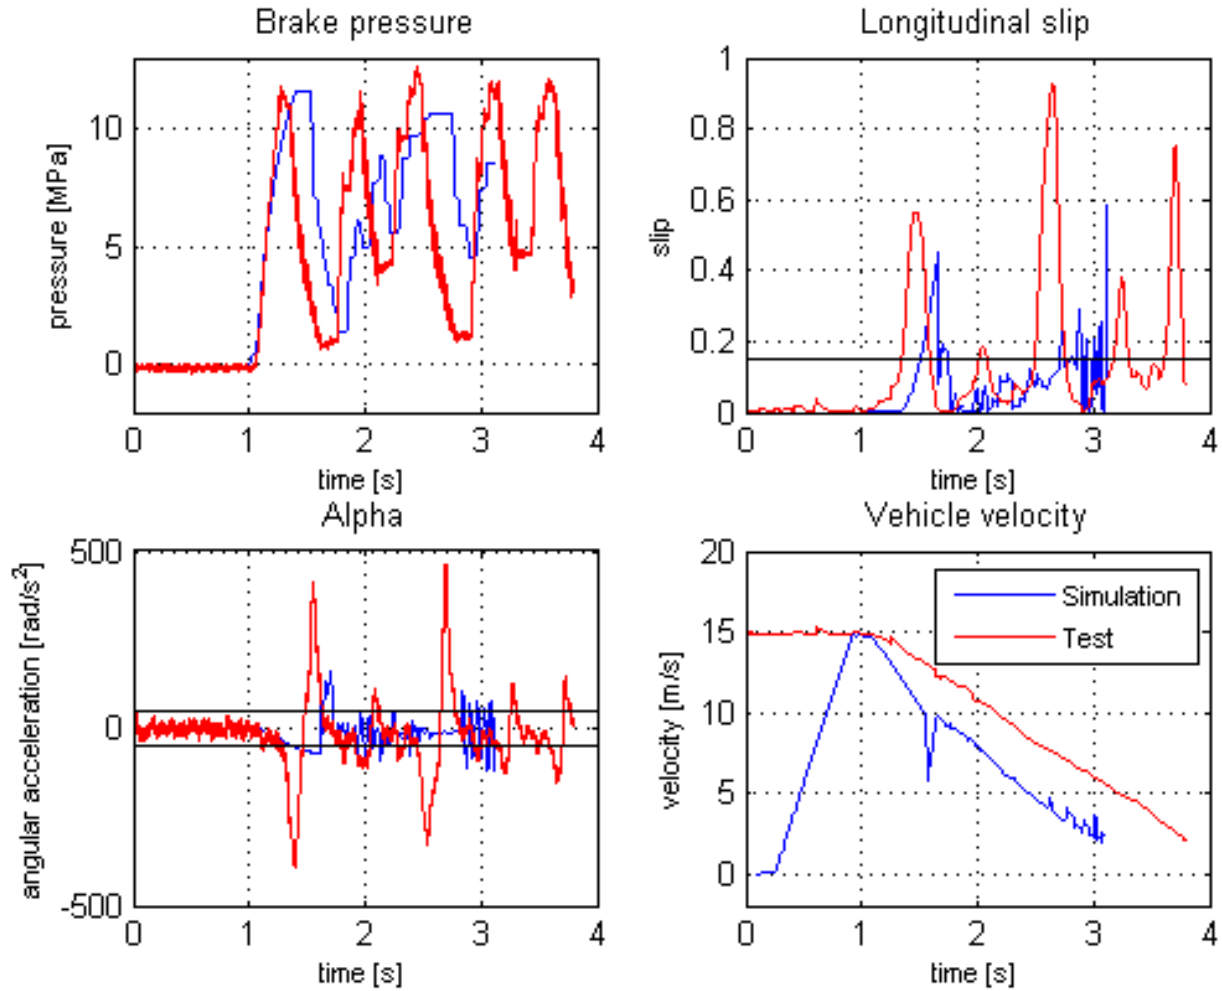 Brake pressure
pressure [MPa]
10
5
0
0 1 2 3 4
time [s]
Longitudinal slip
slip
1
0.8
0.6
0.4
0.2
0
0 1 2 3 4
time [s]
Alpha
angular acceleration [rad/s²]
500
0
-500
0 1 2 3 4
time [s]
Vehicle velocity
velocity [m/s]
20
15
10
5
0
Simulation
Test
0 1 2 3 4
time [s]